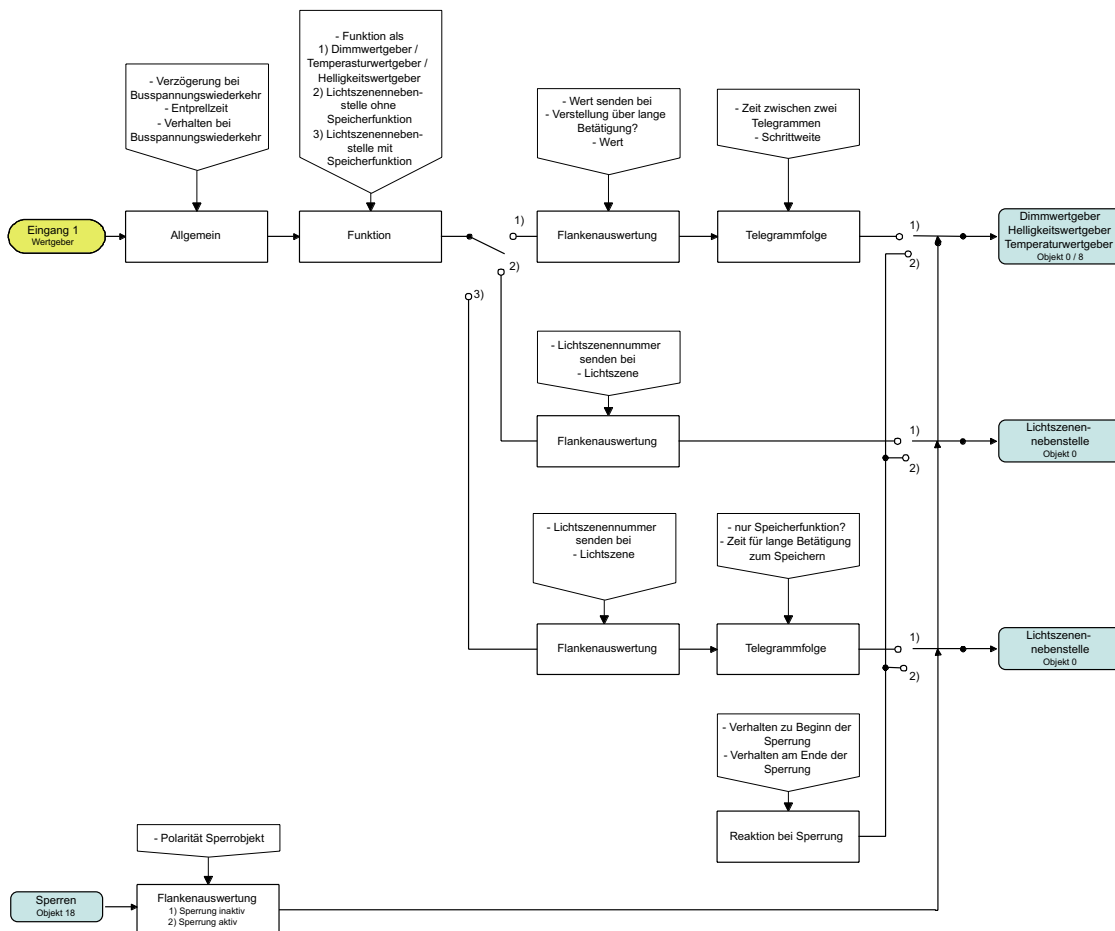 - Funktion als
1) Dimmwertgeber /
Temperasturwertgeber /
Helligkeitswertgeber
2) Lichtszenenneben-
stelle ohne
Speicherfunktion
3) Lichtszenenneben-
stelle mit
Speicherfunktion
- Verzögerung bei
Busspannungswiederkehr
- Entprellzeit
- Verhalten bei
Busspannungswiederkehr
- Wert senden bei
- Verstellung über lange
Betätigung?
- Wert
- Zeit zwischen zwei
Telegrammen
- Schrittweite
Eingang 1
Wertgeber
Allgemein
Funktion
1)
2)
3)
Flankenauswertung
Telegrammfolge
1)
2)
Dimmwertgeber
Helligkeitswertgeber
Temperaturwertgeber
Objekt 0 / 8
- Lichtszenennummer
senden bei
- Lichtszene
Flankenauswertung
1)
2)
Lichtszenen-
nebenstelle
Objekt 0
- Lichtszenennummer
senden bei
- Lichtszene
- nur Speicherfunktion?
- Zeit für lange Betätigung
zum Speichern
Flankenauswertung
Telegrammfolge
1)
2)
Lichtszenen-
nebenstelle
Objekt 0
- Verhalten zu Beginn der
Sperrung
- Verhalten am Ende der
Sperrung
Reaktion bei Sperrung
- Polarität Sperrobjekt
Sperren
Objekt 18
Flankenauswertung
1) Sperrung inaktiv
2) Sperrung aktiv